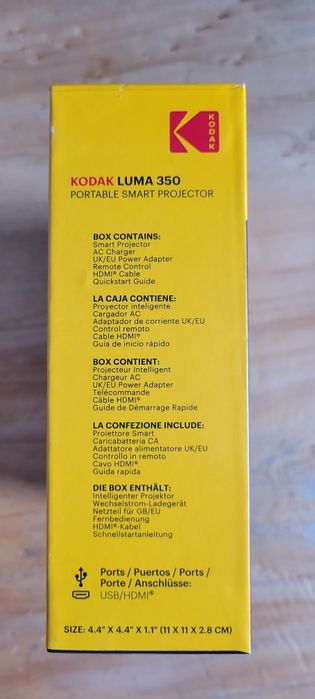 KODAK
KODAK LUMA 350
PORTABLE SMART PROJECTOR
BOX CONTAINS:
Smart Projector
AC Charger
UK/EU Power Adapter
Remote Control
HDMI® Cable
Quickstart Guide
LA CAJA CONTIENE:
Proyector inteligente
Cargador AC
Adaptador de corriente UK/EU
Control remoto
Cable HDMI®
Guía de inicio rápido
BOX CONTIENT:
Projecteur Intelligent
Chargeur AC
UK/EU Power Adapter
Télécommande
Câble HDMI®
Guide de Démarrage Rapide
LA CONFEZIONE INCLUDE:
Proiettore Smart
Caricabatteria CA
Adattatore alimentatore UK/EU
Controllo in remoto
Cavo HDMI®
Guida rapida
DIE BOX ENTHÄLT:
Intelligenter Projektor
Wechselstrom-Ladegerät
Netzteil für GB/EU
Fernbedienung
HDMI®-Kabel
Schnellstartanleitung
Ports / Puertos / Ports /
Porte / Anschlüsse:
USB/HDMI®
SIZE: 4.4" X 4.4" X 1.1" (11 X 11 X 2.8 CM)